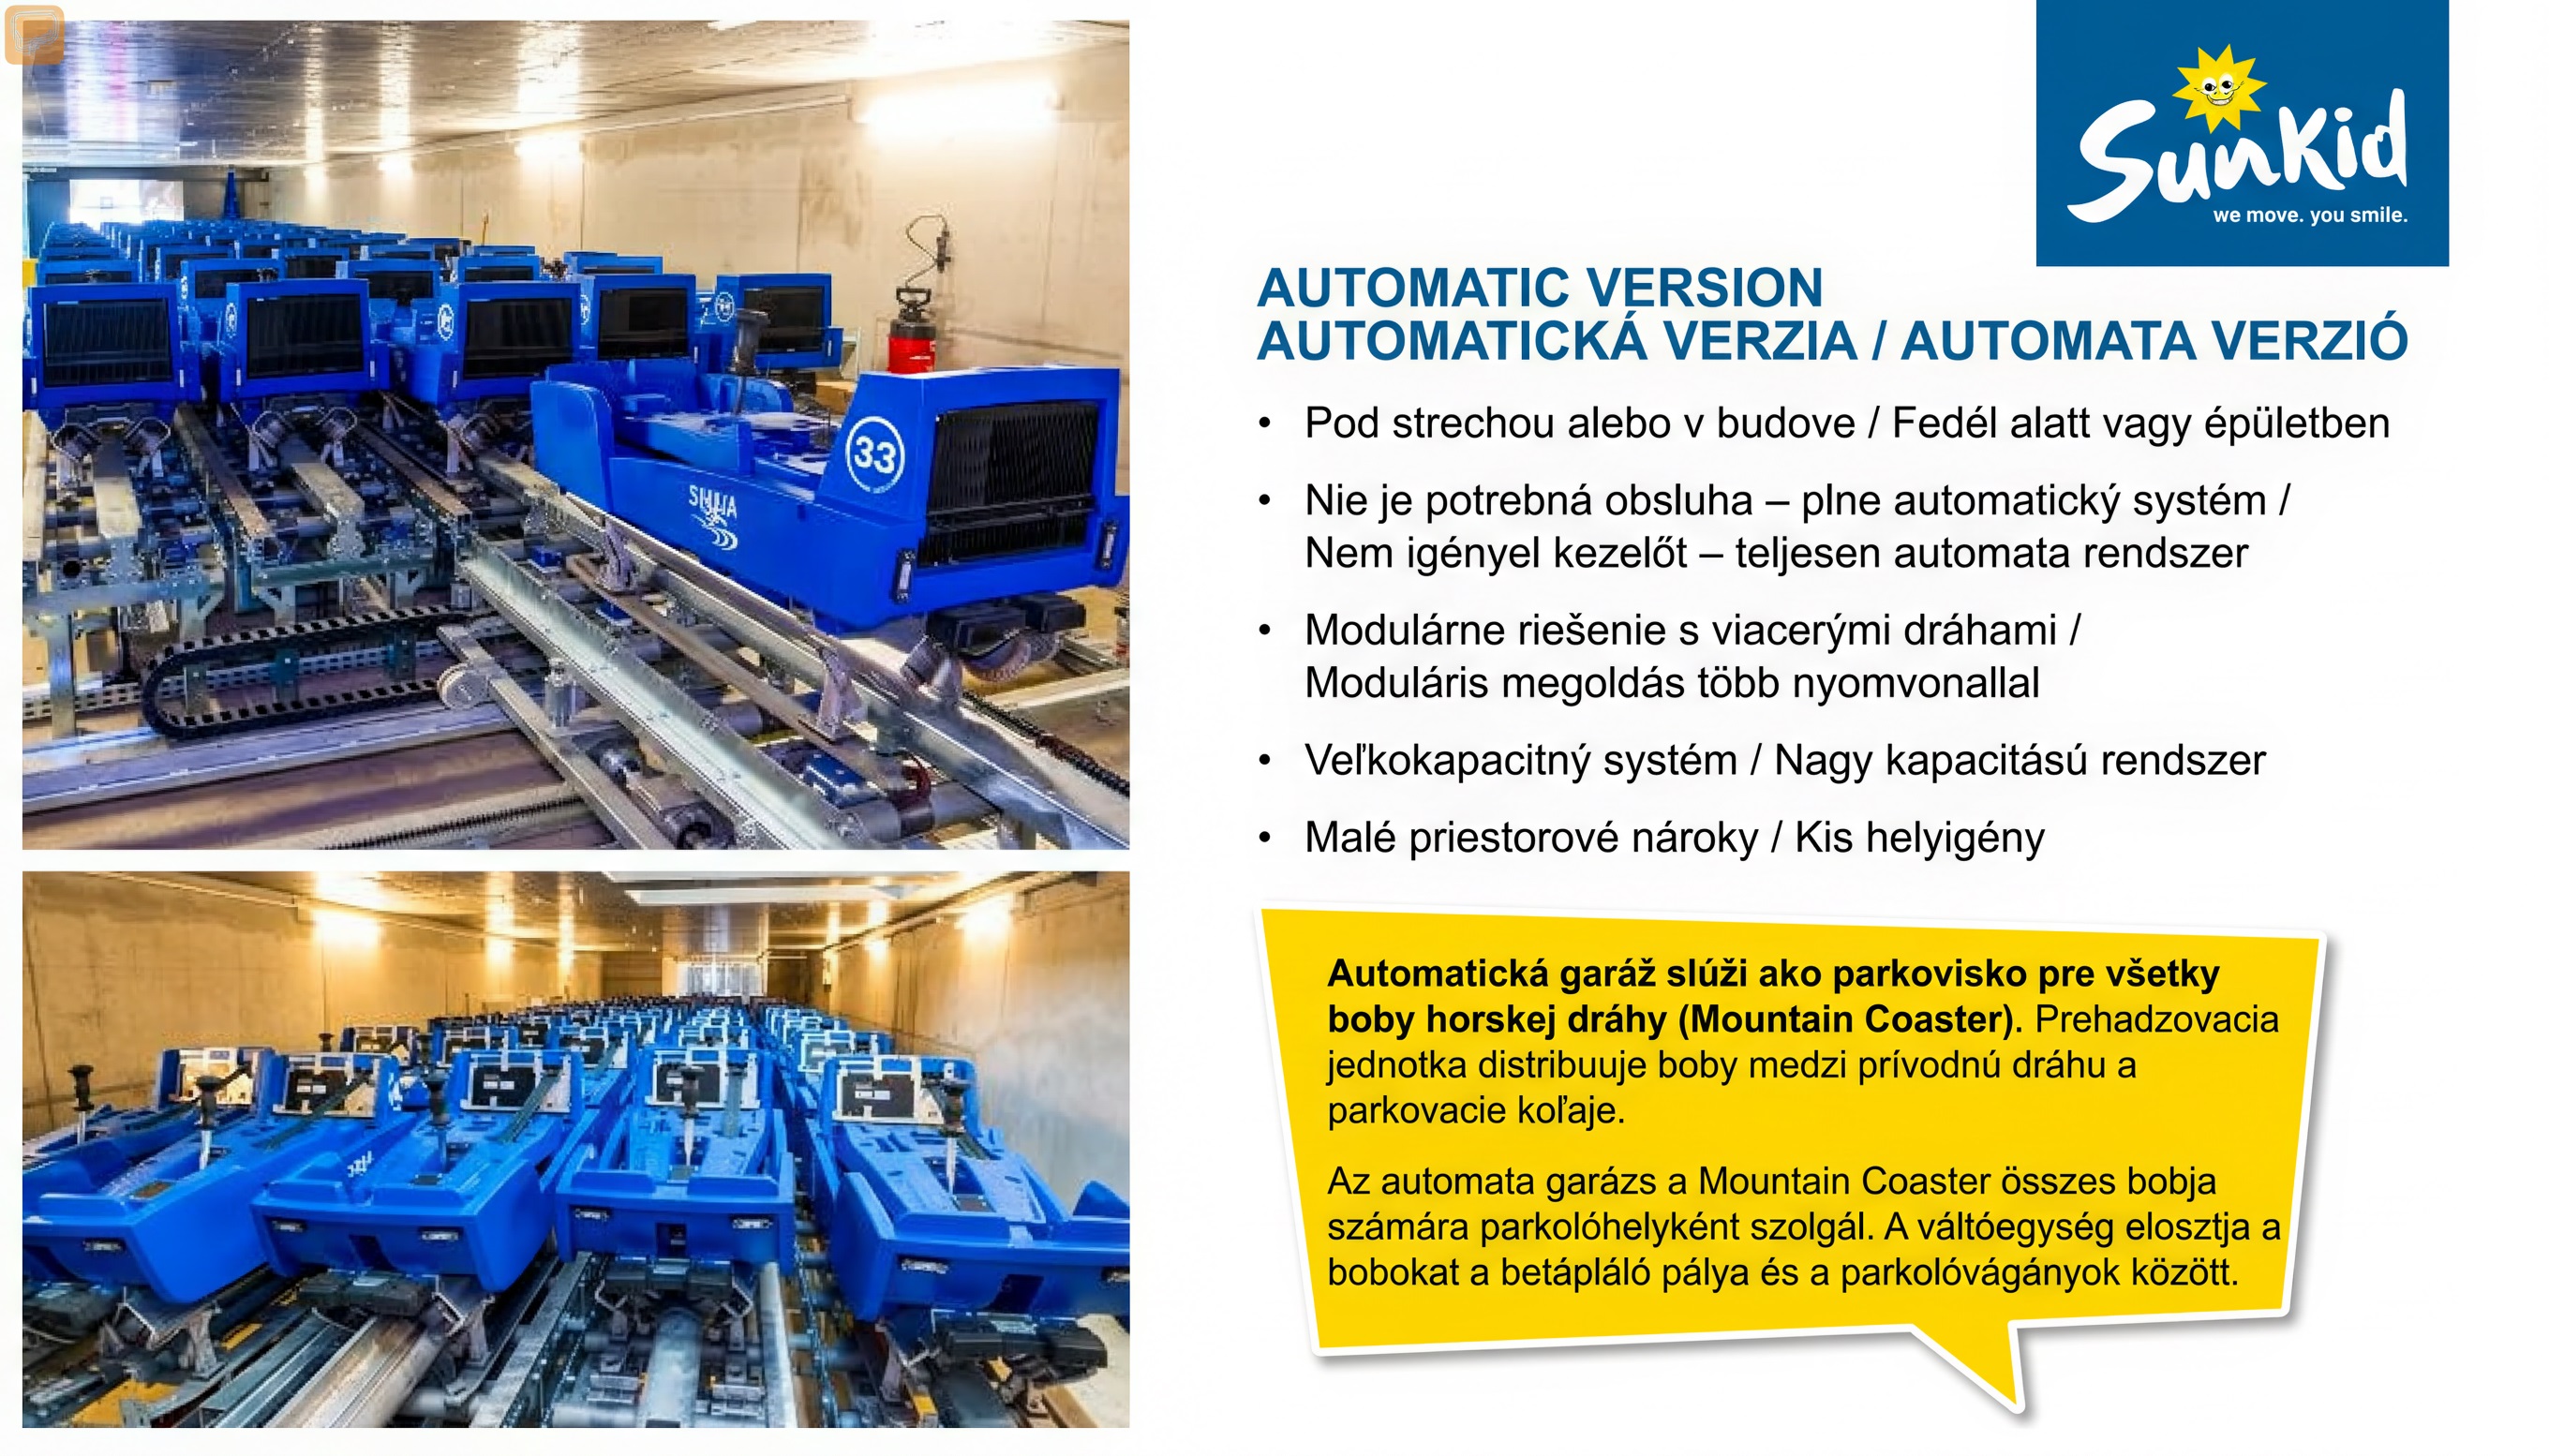 SunKid
we move. you smile.
AUTOMATIC VERSION
AUTOMATICKÁ VERZIA / AUTOMATA VERZIÓ
• Pod strechou alebo v budove / Fedél alatt vagy épületben
• Nie je potrebná obsluha – plne automatický systém /
Nem igényel kezelőt – teljesen automata rendszer
• Modulárne riešenie s viacerými dráhami /
Moduláris megoldás több nyomvonallal
• Veľkokapacitný systém / Nagy kapacitású rendszer
• Malé priestorové nároky / Kis helyigény
Automatická garáž slúži ako parkovisko pre všetky
boby horskej dráhy (Mountain Coaster). Prehadzovacia
jednotka distribuuje boby medzi prívodnú dráhu a
parkovacie koľaje.
Az automata garázs a Mountain Coaster összes bobja
számára parkolóhelyként szolgál. A váltóegység elosztja a
bobokat a betápláló pálya és a parkolóvágányok között.
33